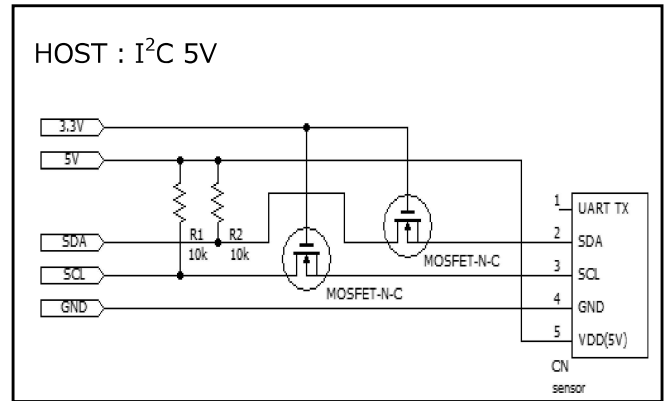 HOST : I²C 5V
3.3V
5V
1
UART TX
R1
R2
2
SDA
SDA
10k
10k
MOSFET-N-C
3
SCL
SCL
MOSFET-N-C
4
GND
GND
5
VDD(5V)
CN
sensor